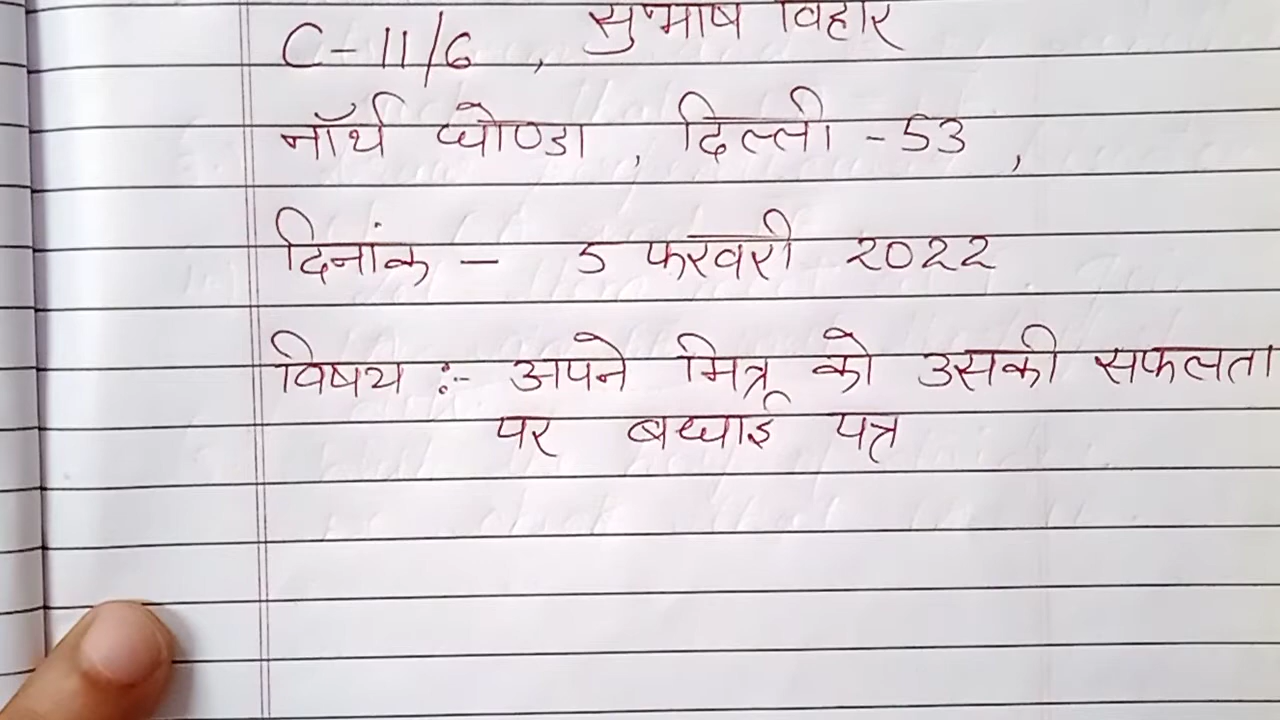 C-11/6 , सुभाष विहार
नॉर्थ घोण्डा , दिल्ली - 53 ,
दिनांक - 5 फरवरी 2022
विषय :- अपने मित्र को उसकी सफलता
पर बधाई पत्र